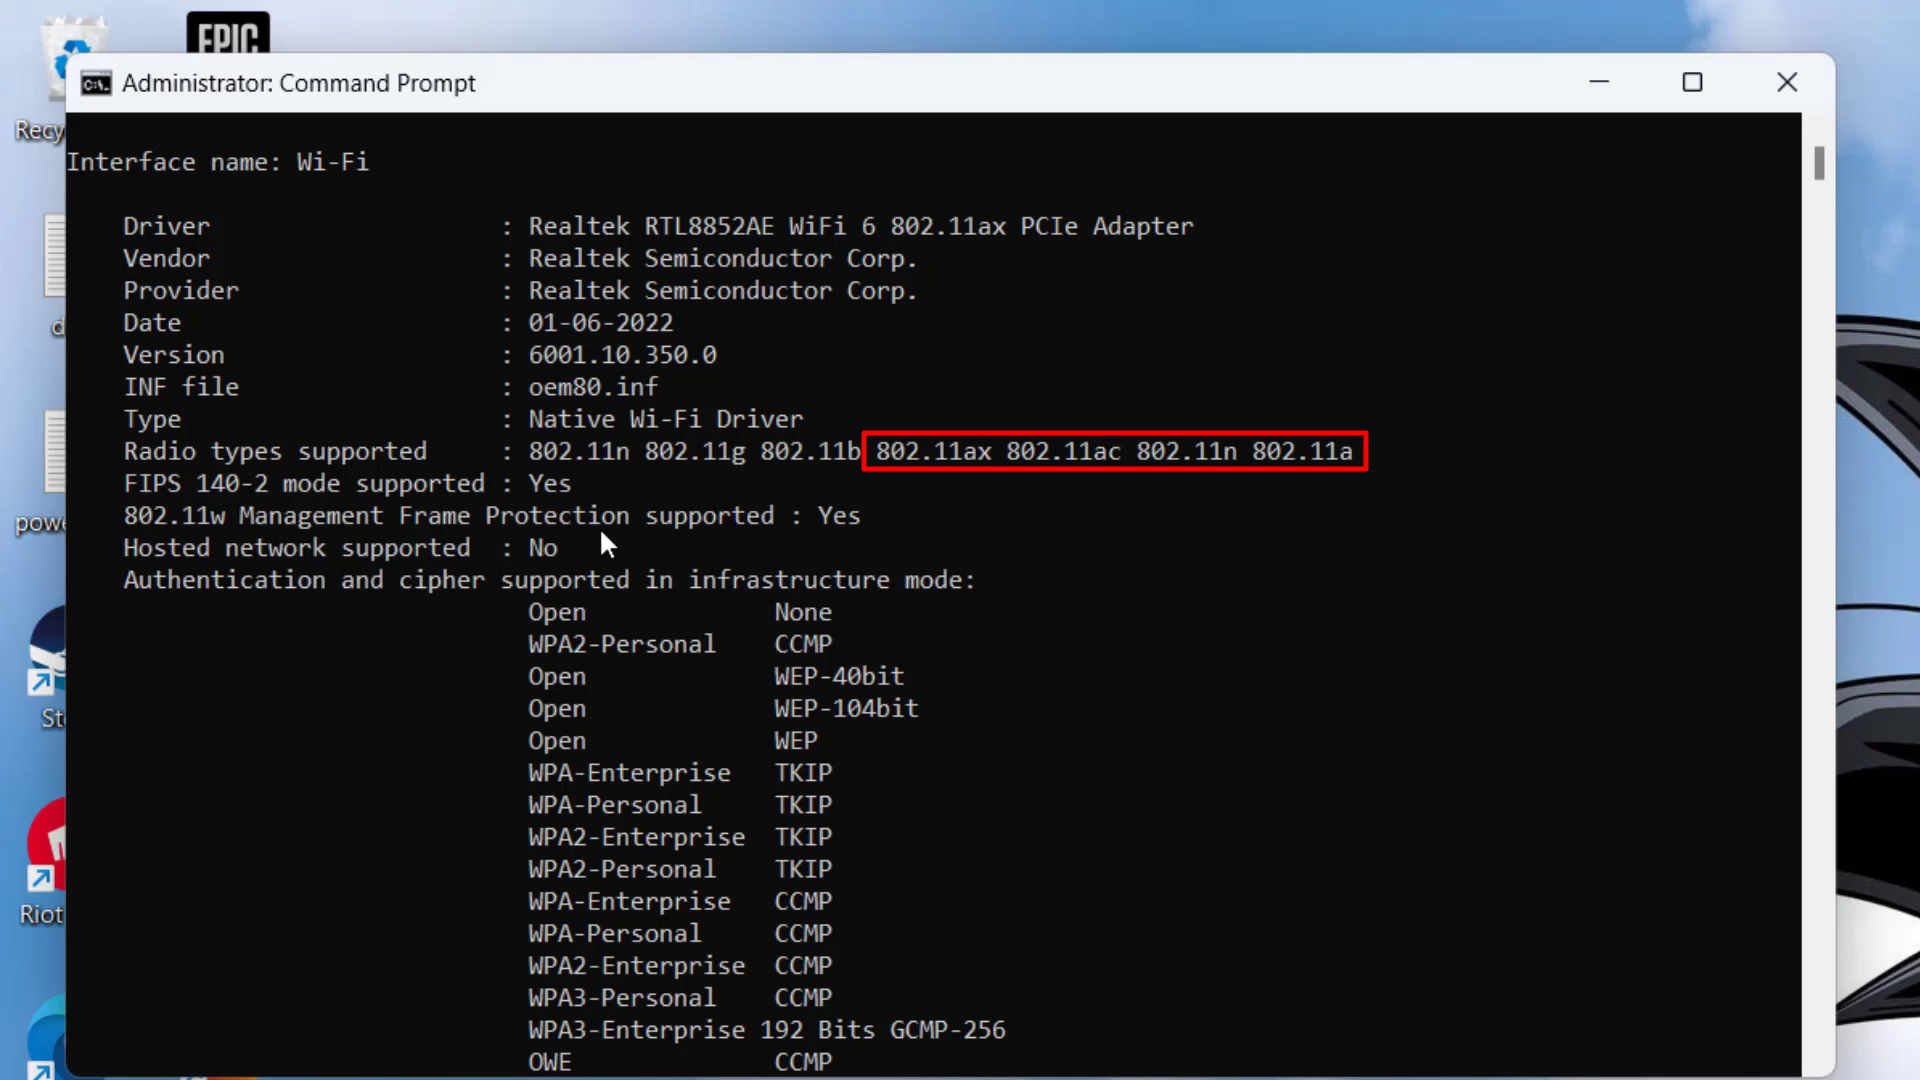 EPIC
Administrator: Command Prompt
Recy
Interface name: Wi-Fi
Driver : Realtek RTL8852AE WiFi 6 802.11ax PCIe Adapter
Vendor : Realtek Semiconductor Corp.
Provider : Realtek Semiconductor Corp.
Date : 01-06-2022
Version : 6001.10.350.0
INF file : oem80.inf
Type : Native Wi-Fi Driver
Radio types supported : 802.11n 802.11g 802.11b 802.11ax 802.11ac 802.11n 802.11a
FIPS 140-2 mode supported : Yes
802.11w Management Frame Protection supported : Yes
Hosted network supported : No
Authentication and cipher supported in infrastructure mode:
Open None
WPA2-Personal CCMP
Open WEP-40bit
Open WEP-104bit
Open WEP
WPA-Enterprise TKIP
WPA-Personal TKIP
WPA2-Enterprise TKIP
WPA2-Personal TKIP
WPA-Enterprise CCMP
WPA-Personal CCMP
WPA2-Enterprise CCMP
WPA3-Personal CCMP
WPA3-Enterprise 192 Bits GCMP-256
OWE CCMP
d
powe
St
Riot